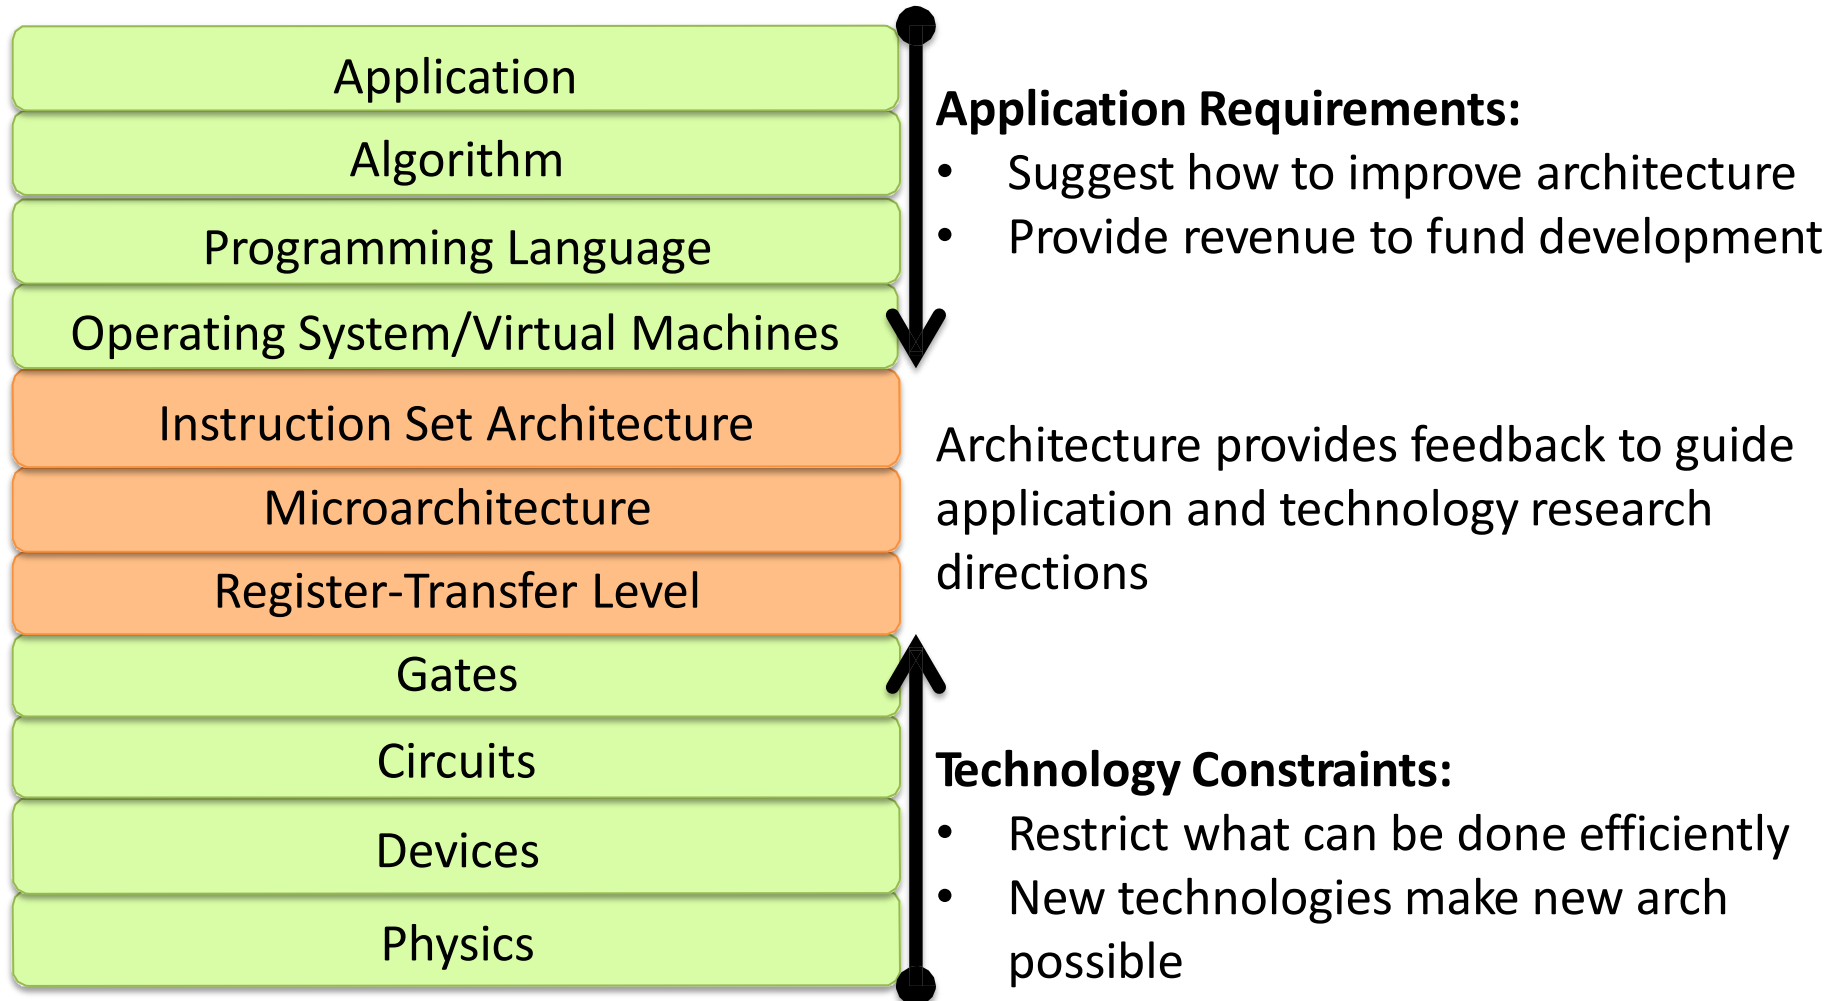 Application
Algorithm
Programming Language
Operating System/Virtual Machines
Instruction Set Architecture
Microarchitecture
Register-Transfer Level
Gates
Circuits
Devices
Physics
Application Requirements:
• Suggest how to improve architecture
• Provide revenue to fund development
Architecture provides feedback to guide
application and technology research
directions
Technology Constraints:
• Restrict what can be done efficiently
• New technologies make new arch
possible